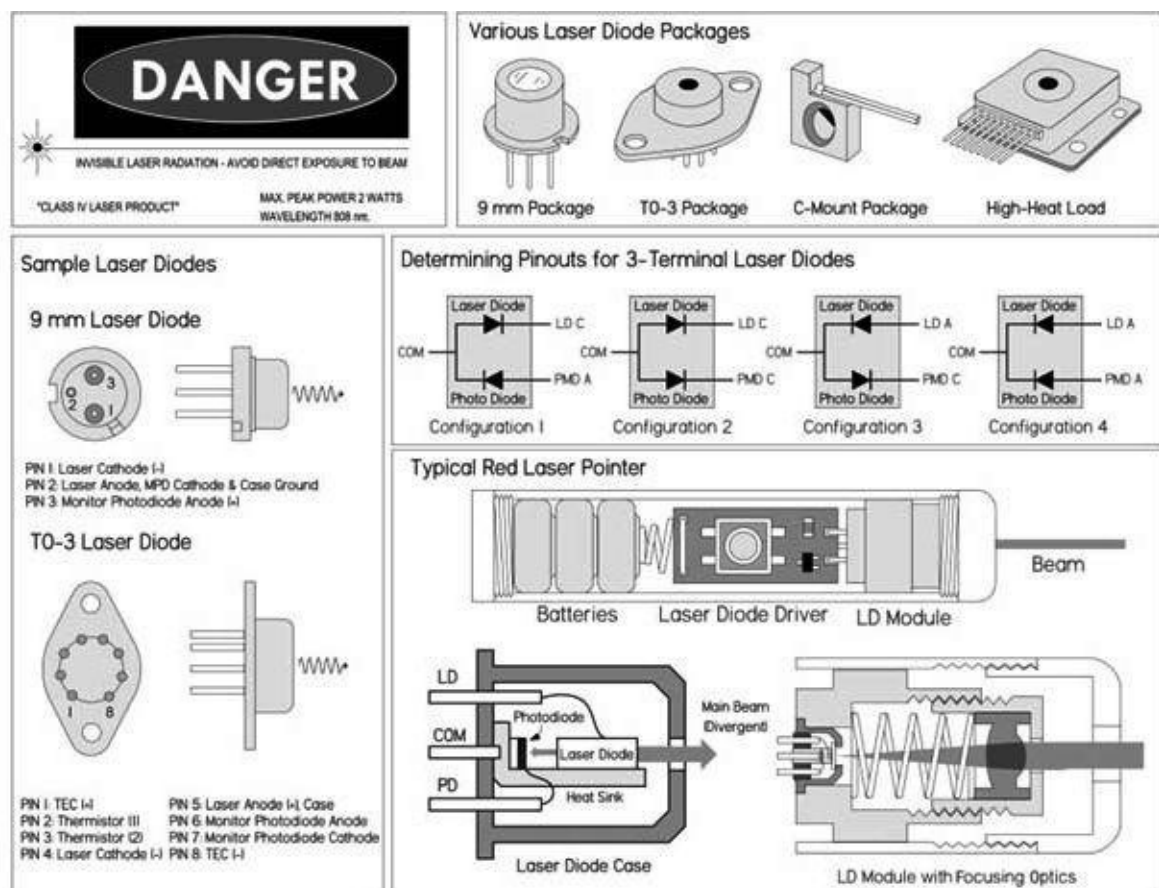 DANGER
INVISIBLE LASER RADIATION - AVOID DIRECT EXPOSURE TO BEAM
"CLASS IV LASER PRODUCT"
MAX. PEAK POWER 2 WATTS
WAVELENGTH 808 nm.
Various Laser Diode Packages
9 mm Package
TO-3 Package
C-Mount Package
High-Heat Load
Sample Laser Diodes
9 mm Laser Diode
3
2
1
PIN 1: Laser Cathode (-)
PIN 2: Laser Anode, MPD Cathode & Case Ground
PIN 3: Monitor Photodiode Anode (+)
TO-3 Laser Diode
1
8
PIN 1: TEC (+)
PIN 2: Thermistor (1)
PIN 3: Thermistor (2)
PIN 4: Laser Cathode (-)
PIN 5: Laser Anode (+), Case
PIN 6: Monitor Photodiode Anode
PIN 7: Monitor Photodiode Cathode
PIN 8: TEC (-)
Determining Pinouts for 3-Terminal Laser Diodes
Laser Diode
COM
LD C
PMD A
Photo Diode
Configuration 1
Laser Diode
COM
LD C
PMD C
Photo Diode
Configuration 2
Laser Diode
COM
LD A
PMD C
Photo Diode
Configuration 3
Laser Diode
COM
LD A
PMD A
Photo Diode
Configuration 4
Typical Red Laser Pointer
Batteries
Laser Diode Driver
LD Module
Beam
LD
COM
PD
Photodiode
Laser Diode
Heat Sink
Laser Diode Case
Main Beam
(Divergent)
LD Module with Focusing Optics